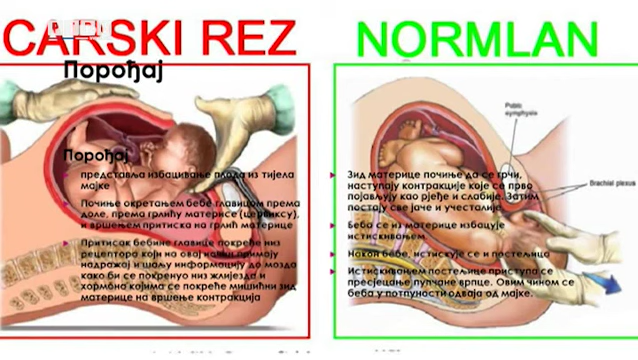 CARSKI REZ
NORMLAN
Порођај
Порођај
представља избацивање плода из тијела
мајке
Почиње окретањем бебе главицом према
доле, према грлићу материсе (цервиксу),
и вршењем притиска на грлић материце
Притисак бебине главице покреће низ
рецептора који на овај начин примају
надражај и шаљу информацију до мозда
како би се покренуо низ жлијезда и
хормона којима се покреће мишићни зид
материце на вршење контракција
Pubic
symphysis
Brachial plexus
Зид материце почиње да се грчи,
наступају контракције које се прво
појављују као рјеђе и слабије. Затим
постају све јаче и учесталије.
Беба се из материце избацује
истискивањем.
Након бебе, истискује се и постељица
Истискивањем постељице приступа се
пресјецање пупчане врпце. Овим чином се
беба у потпуности одваја од мајке.